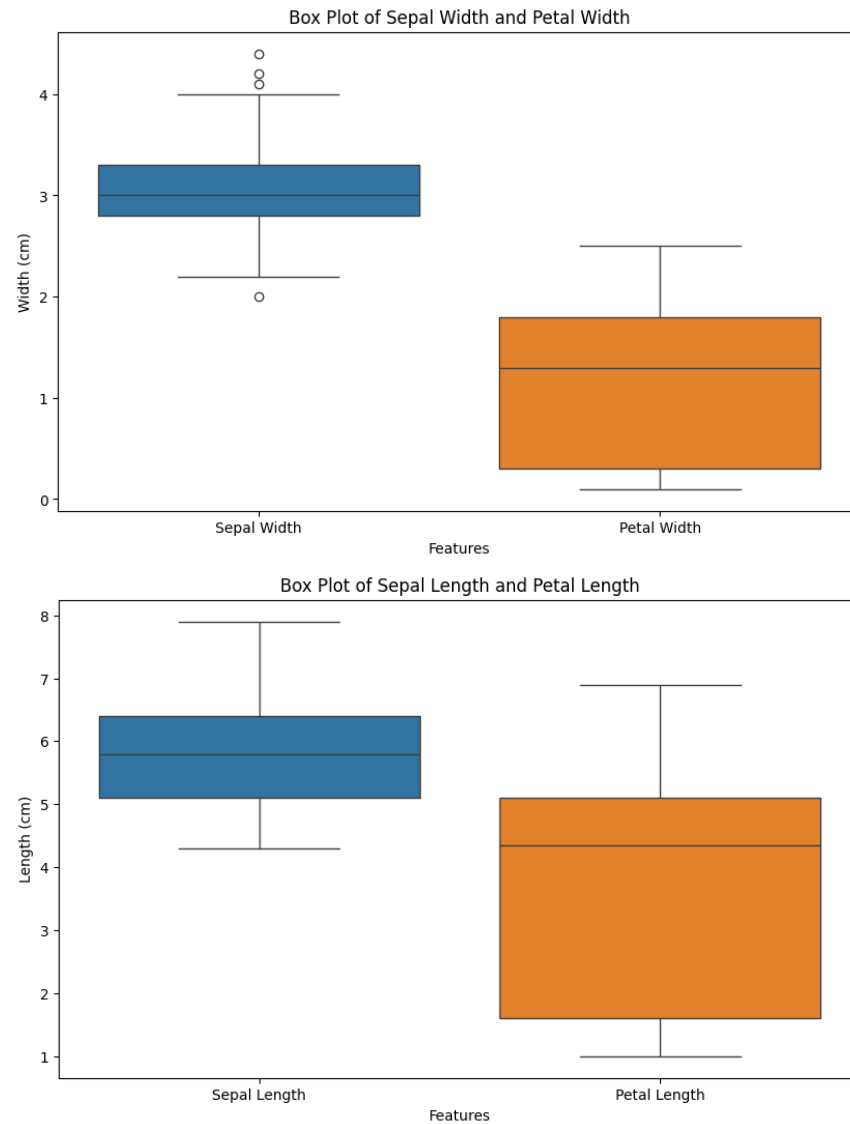 Box Plot of Sepal Width and Petal Width
4
3
2
1
0
Width (cm)
Sepal Width
Petal Width
Features
Box Plot of Sepal Length and Petal Length
8
7
6
5
4
3
2
1
Length (cm)
Sepal Length
Petal Length
Features